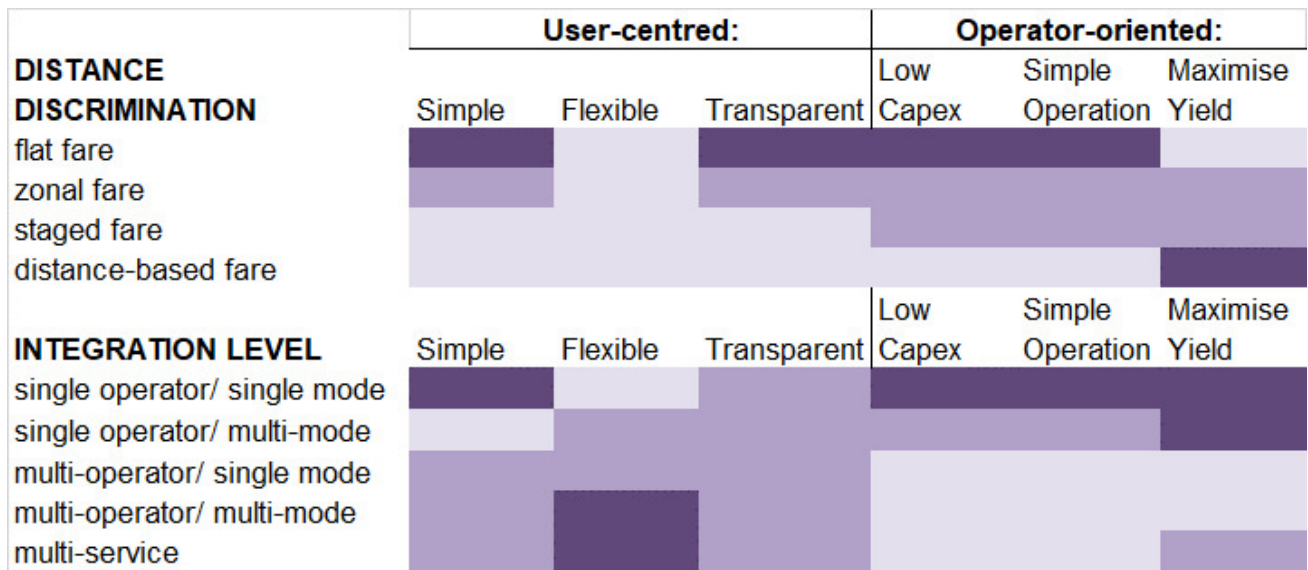 User-centred: Operator-oriented:
DISTANCE Low Simple Maximise
DISCRIMINATION Simple Flexible Transparent Capex Operation Yield
flat fare
zonal fare
staged fare
distance-based fare
Low Simple Maximise
INTEGRATION LEVEL Simple Flexible Transparent Capex Operation Yield
single operator/ single mode
single operator/ multi-mode
multi-operator/ single mode
multi-operator/ multi-mode
multi-service